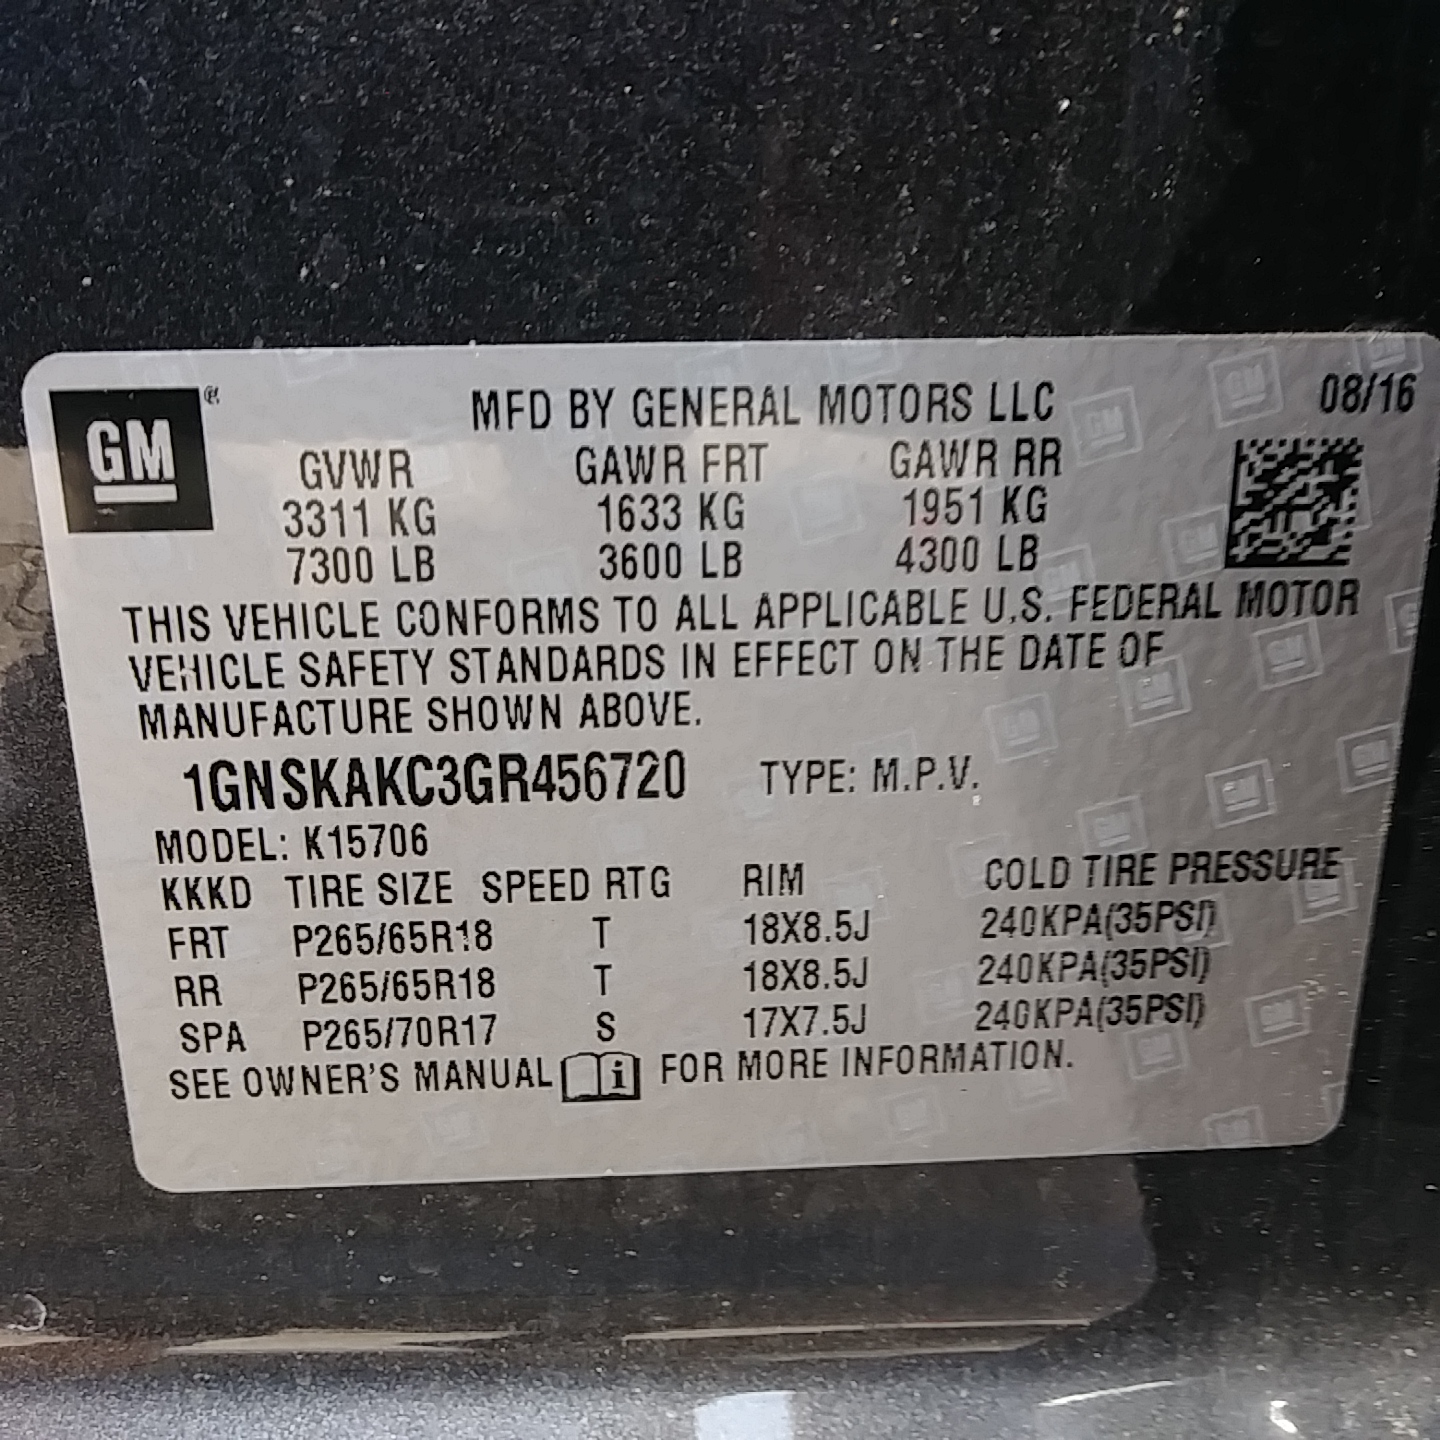 GM® MFD BY GENERAL MOTORS LLC 08/16
GVWR GAWR FRT GAWR RR
3311 KG 1633 KG 1951 KG
7300 LB 3600 LB 4300 LB
THIS VEHICLE CONFORMS TO ALL APPLICABLE U.S. FEDERAL MOTOR
VEHICLE SAFETY STANDARDS IN EFFECT ON THE DATE OF
MANUFACTURE SHOWN ABOVE.
1GNSKAKC3GR456720 TYPE: M.P.V.
MODEL: K15706
KKKD TIRE SIZE SPEED RTG RIM COLD TIRE PRESSURE
FRT P265/65R18 T 18X8.5J 240KPA(35PSI)
RR P265/65R18 T 18X8.5J 240KPA(35PSI)
SPA P265/70R17 S 17X7.5J 240KPA(35PSI)
SEE OWNER'S MANUAL i FOR MORE INFORMATION.